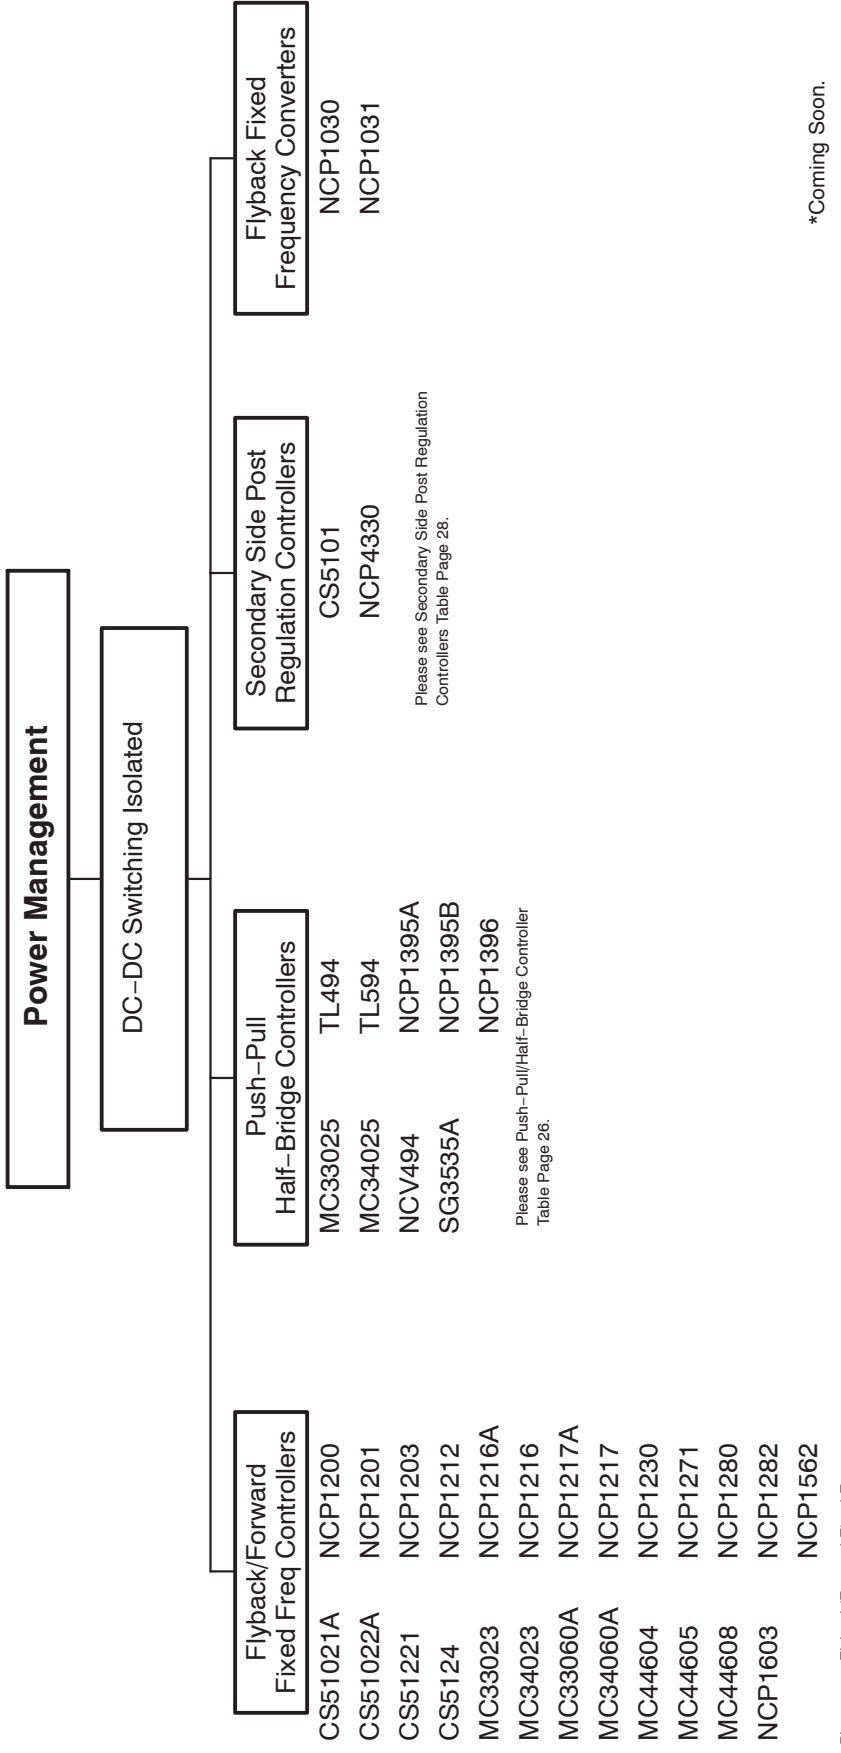 Power Management
DC−DC Switching Isolated
Flyback/Forward
Fixed Freq Controllers
CS51021A NCP1200
CS51022A NCP1201
CS51221 NCP1203
CS5124 NCP1212
MC33023 NCP1216A
MC34023 NCP1216
MC33060A NCP1217A
MC34060A NCP1217
MC44604 NCP1230
MC44605 NCP1271
MC44608 NCP1280
NCP1603 NCP1282
NCP1562
Push−Pull
Half−Bridge Controllers
MC33025 TL494
MC34025 TL594
NCV494 NCP1395A
SG3535A NCP1395B
NCP1396
Please see Push−Pull/Half−Bridge Controller
Table Page 26.
Secondary Side Post
Regulation Controllers
CS5101
NCP4330
Please see Secondary Side Post Regulation
Controllers Table Page 28.
Flyback Fixed
Frequency Converters
NCP1030
NCP1031
*Coming Soon.